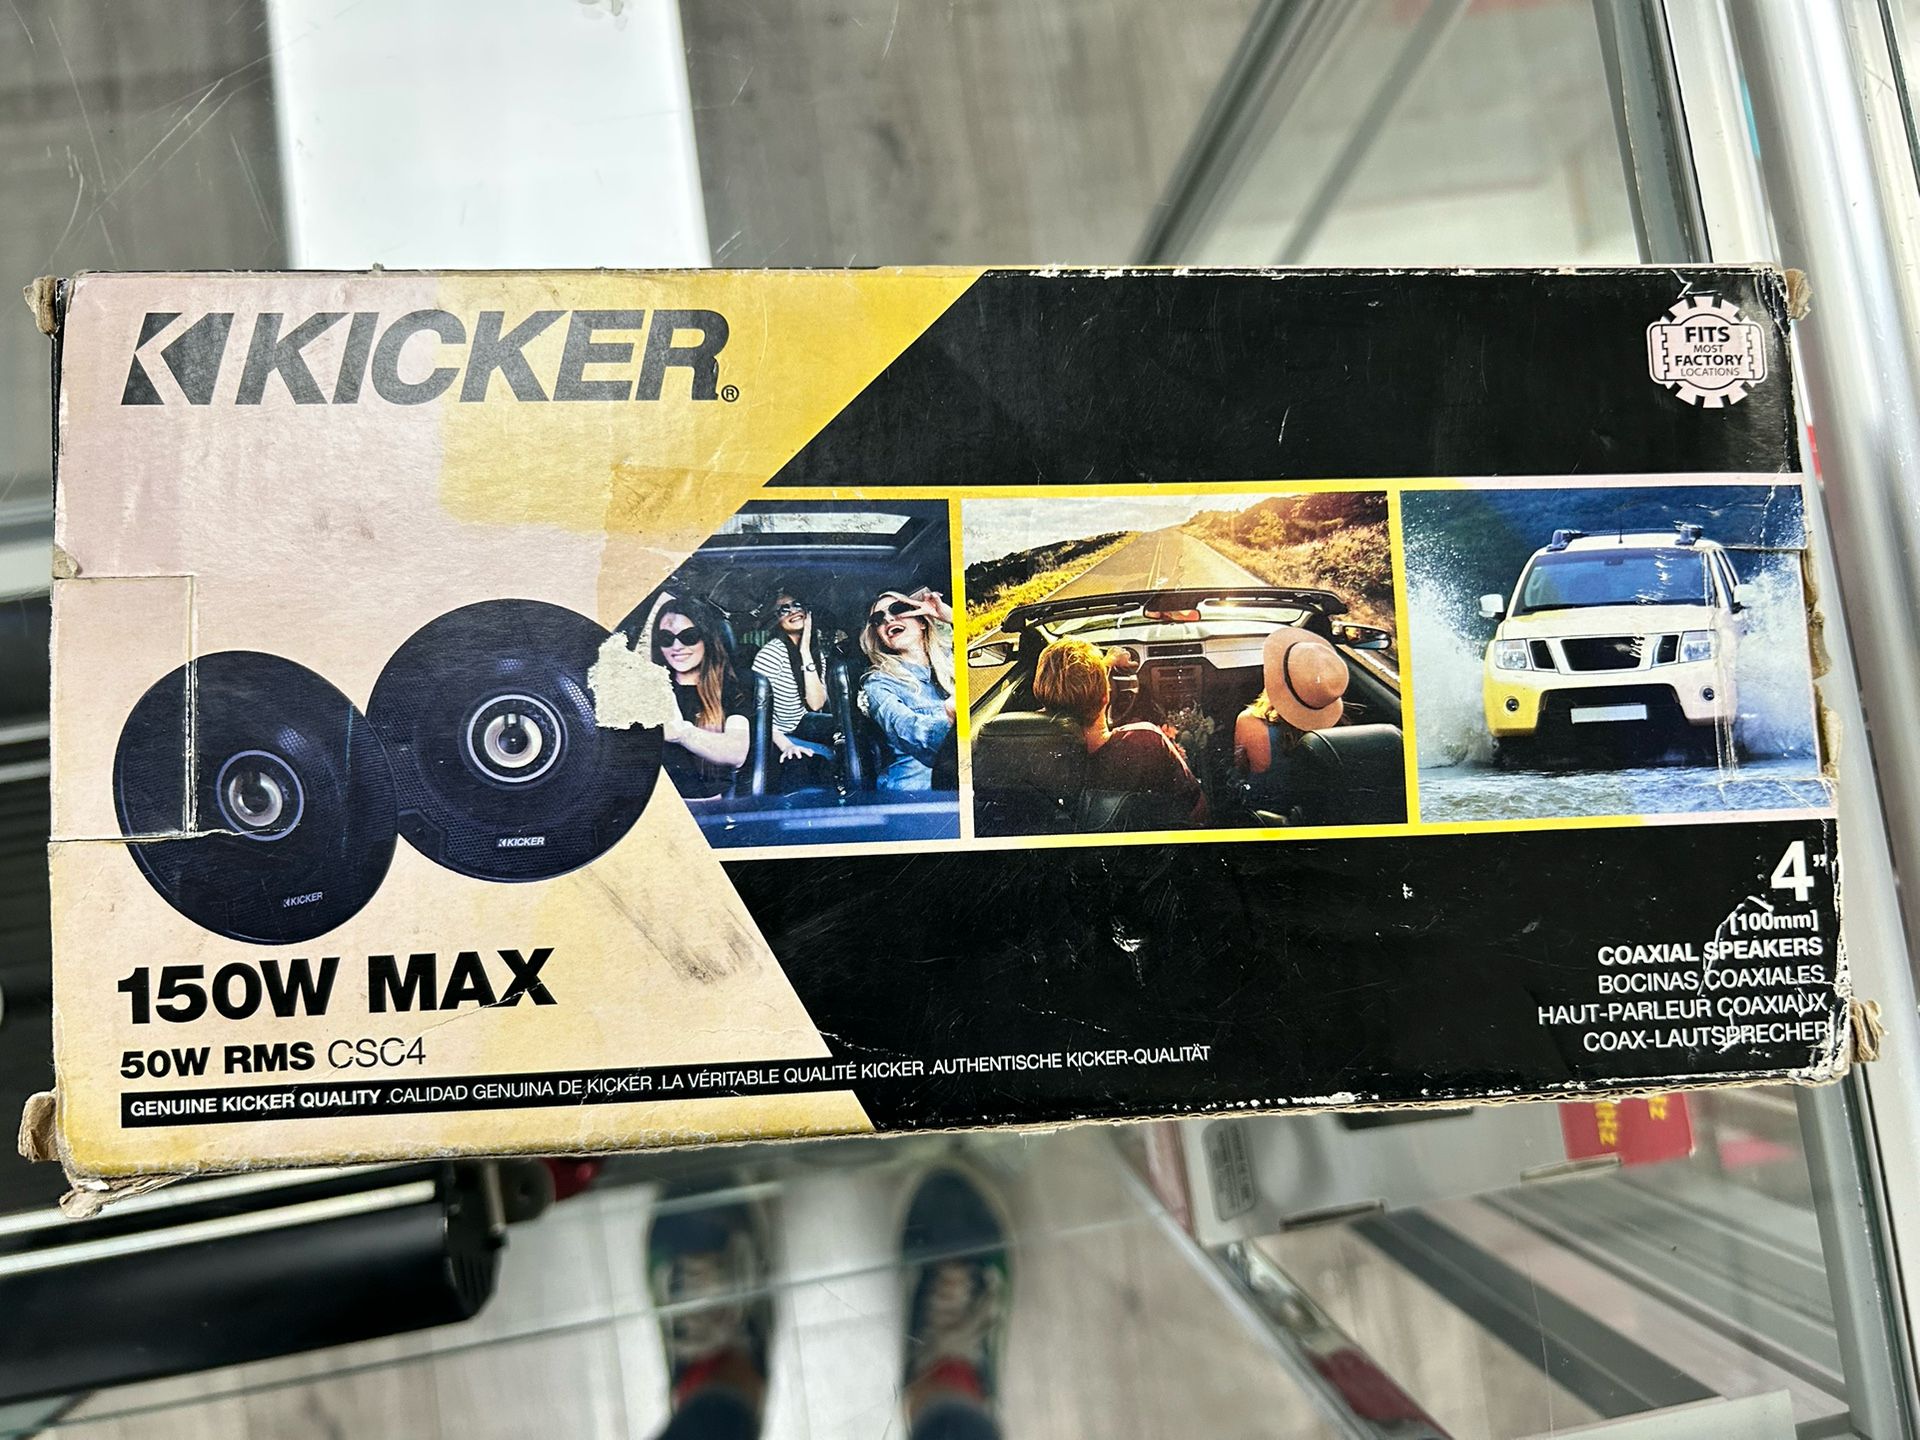 KICKER®
FITS
MOST
FACTORY
LOCATIONS
KICKER
KICKER
150W MAX
50W RMS CSC4
GENUINE KICKER QUALITY .CALIDAD GENUINA DE KICKER .LA VÉRITABLE QUALITÉ KICKER .AUTHENTISCHE KICKER-QUALITÄT
4”
[100mm]
COAXIAL SPEAKERS
BOCINAS COAXIALES
HAUT-PARLEUR COAXIAUX
COAX-LAUTSPRECHER